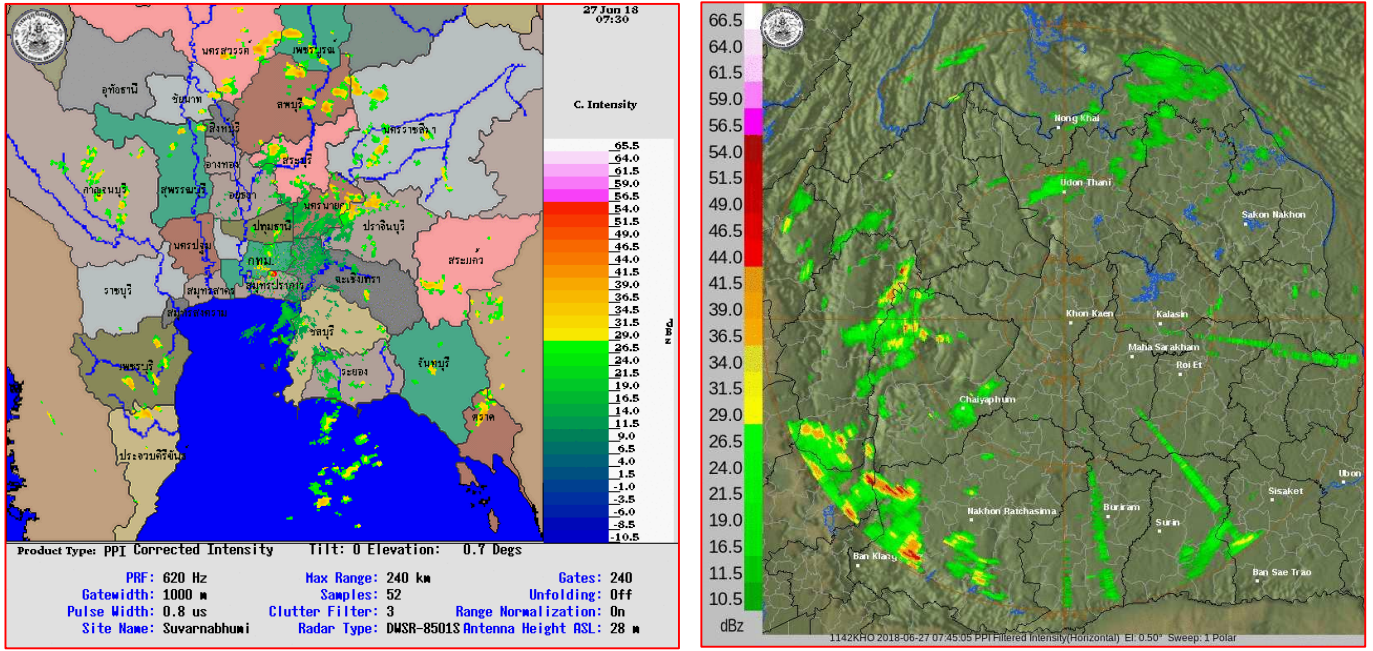 27 Jun 18
07:30
C. Intensity
65.5
64.0
61.5
59.0
56.5
54.0
51.5
49.0
46.5
44.0
41.5
39.0
36.5
34.5
31.5
29.0
26.5
24.0
21.5
19.0
16.5
14.0
11.5
9.0
6.5
4.0
1.5
-1.0
-3.5
-6.0
-8.5
-10.5
นครสวรรค์
เพชรบูรณ์
อุทัยธานี
ชัยนาท
ลพบุรี
สิงหบุรี
นครราชสีมา
อ่างทอง
สระบุรี
กาญจนบุรี
สุพรรณบุรี
อยุธยา
นครนายก
ปทุมธานี
ปราจีนบุรี
นครปฐม
กทม.
สระแก้ว
ราชบุรี
สมุทรสาคร
สมุทรปราการ
ฉะเชิงเทรา
สมุทรสงคราม
ชลบุรี
เพชรบุรี
ระยอง
จันทบุรี
ตราด
ประจวบคีรีขันธ์
Product Type: PPI Corrected Intensity Tilt: 0 Elevation: 0.7 Degs
PRF: 620 Hz Max Range: 240 km Gates: 240
Gatewidth: 1000 m Samples: 52 Unfolding: Off
Pulse Width: 0.8 us Clutter Filter: 3 Range Normalization: On
Site Name: Suvarnabhumi Radar Type: DWSR-8501S Antenna Height ASL: 28 m
66.5
64.0
61.5
59.0
56.5
54.0
51.5
49.0
46.5
44.0
41.5
39.0
36.5
34.0
31.5
29.0
26.5
24.0
21.5
19.0
16.5
13.5
11.5
10.5
dBz
Nong Khai
Udon Thani
Sakon Nakhon
Khon Kaen
Kalasin
Maha Sarakham
Roi Et
Chaiyaphum
Ubon
Sisaket
Nakhon Ratchasima
Buriram
Surin
Ban Klang
Ban Sae Trao
1142KHO 2018-06-27 07:45:05 PPI Filtered Intensity(Horizontal) El: 0.50° Sweep: 1 Polar